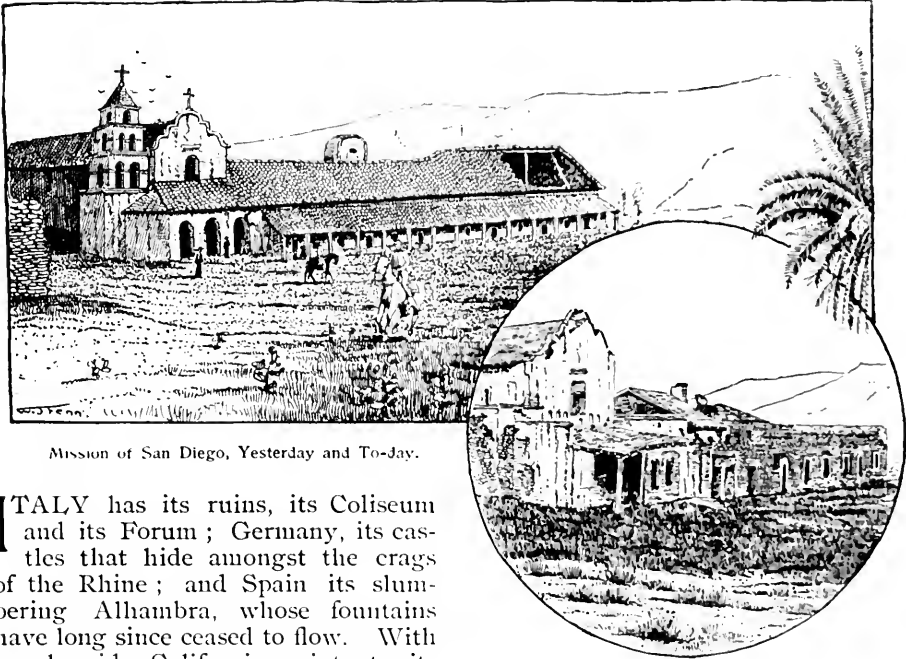 Mission of San Diego, Yesterday and To-day.
ITALY has its ruins, its Coliseum
and its Forum ; Germany, its cas-
tles that hide amongst the crags
of the Rhine ; and Spain its slum-
bering Alhambra, whose fountains
have long since ceased to flow. With